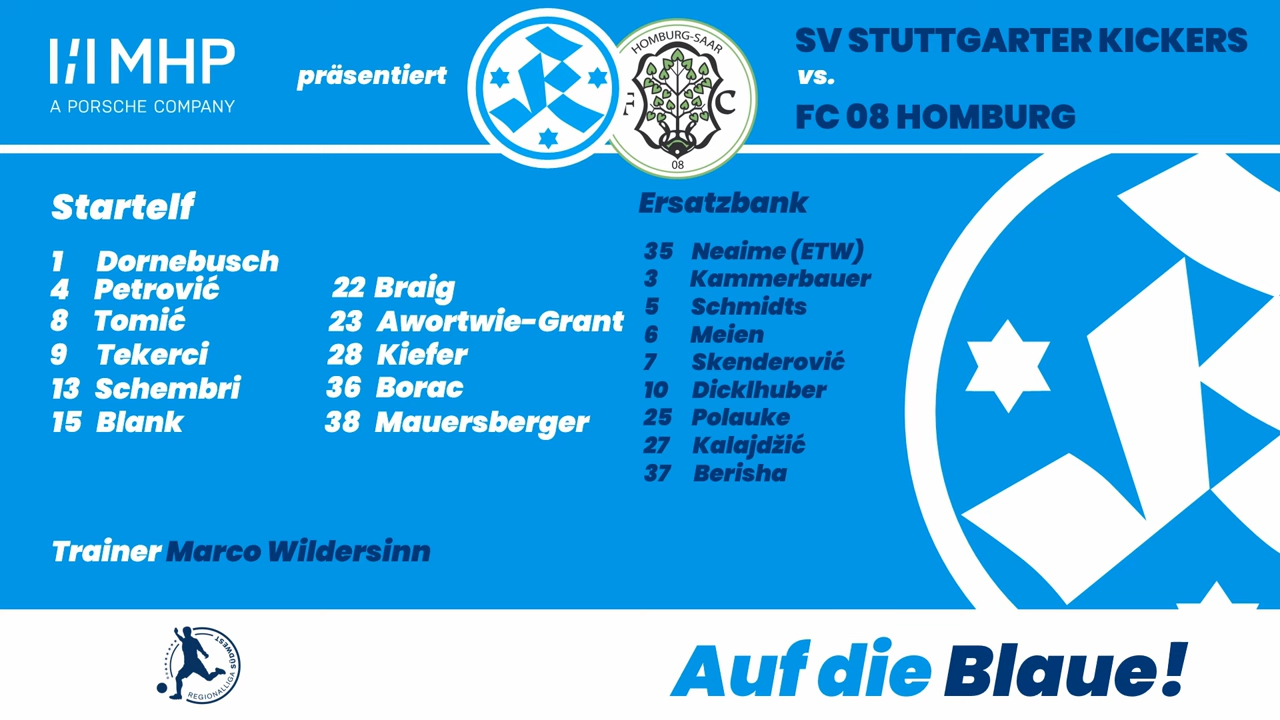 MHP
A PORSCHE COMPANY
präsentiert
HOMBURG-SAAR
F C
08
SV STUTTGARTER KICKERS
vs.
FC 08 HOMBURG
Startelf
1 Dornebusch
4 Petrović
8 Tomić
9 Tekerci
13 Schembri
15 Blank
22 Braig
23 Awortwie-Grant
28 Kiefer
36 Borac
38 Mauersberger
Ersatzbank
35 Neaime (ETW)
3 Kammerbauer
5 Schmidts
6 Meien
7 Skenderović
10 Dicklhuber
25 Polauke
27 Kalajdžić
37 Berisha
Trainer Marco Wildersinn
REGIONALLIGA SÜDWEST
Auf die Blaue!